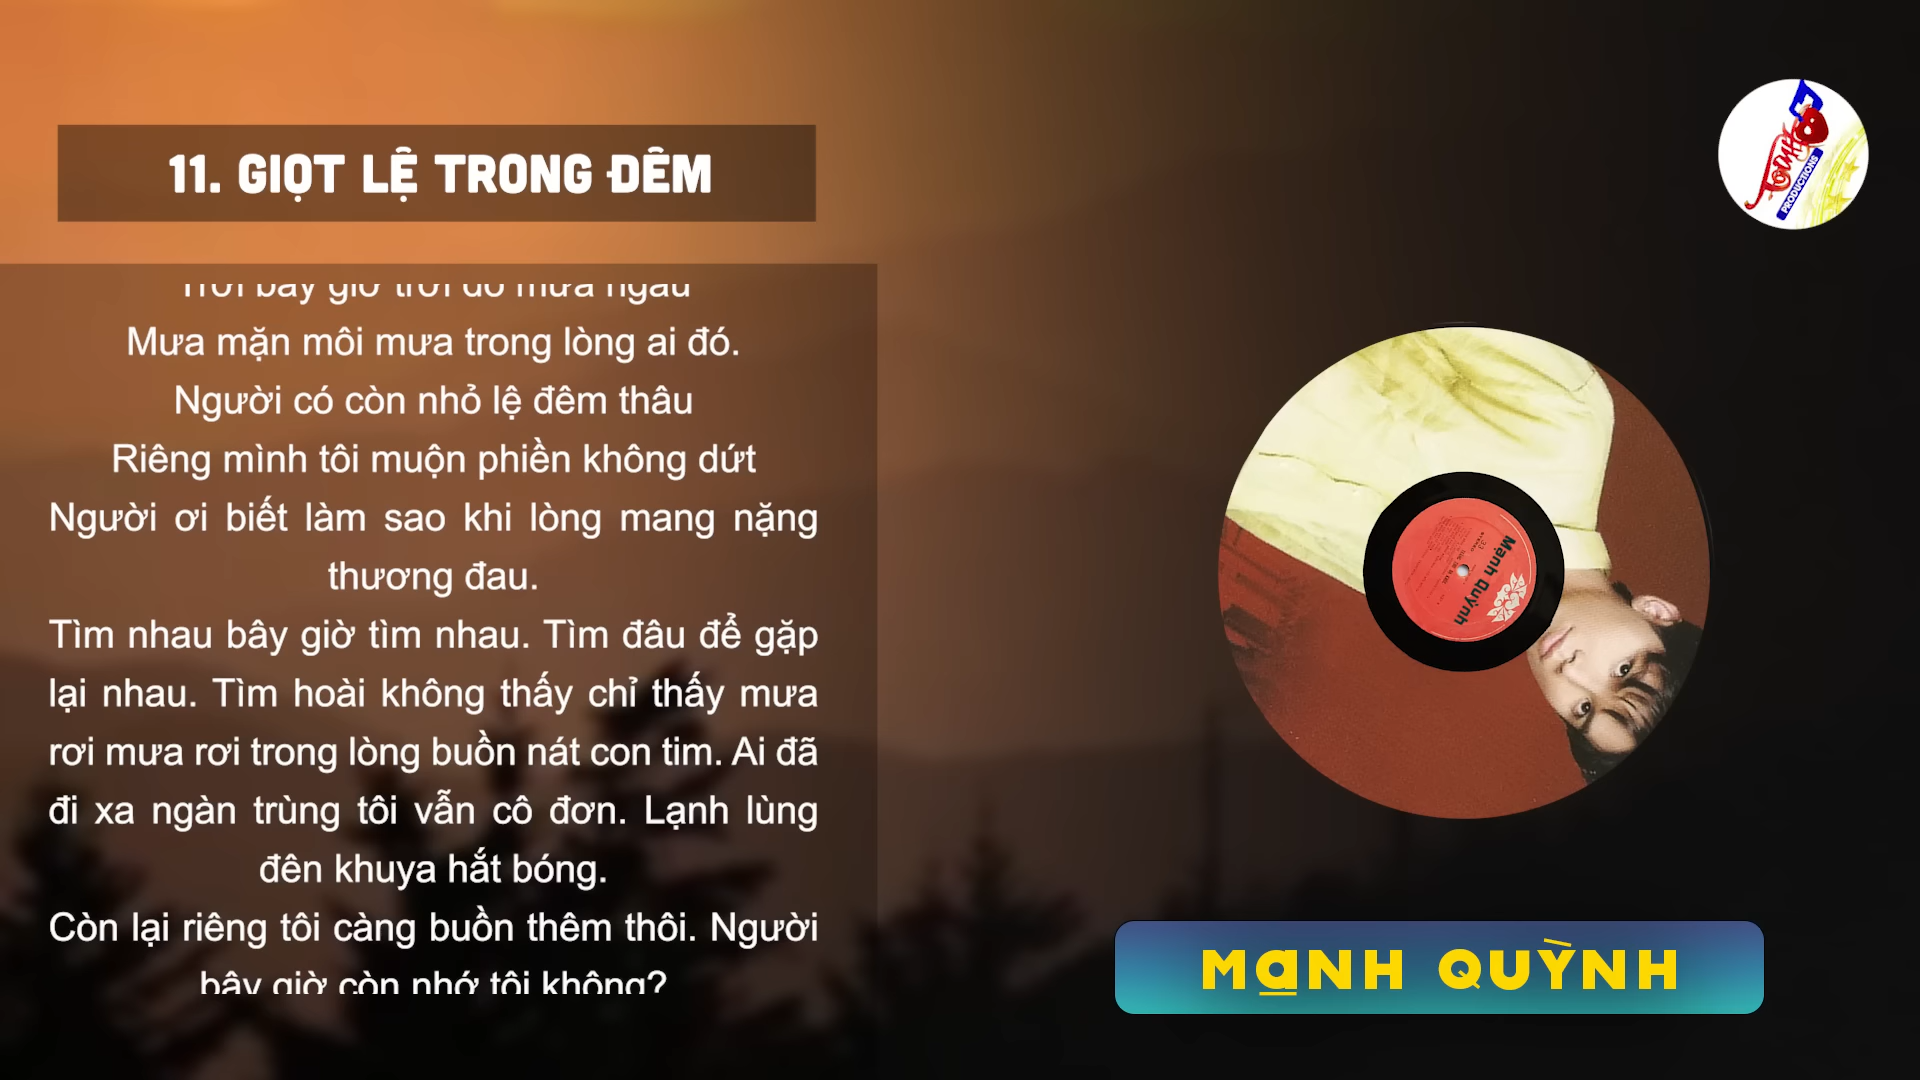 11. GIỌT LỆ TRONG ĐÊM
Mưa mặn môi mưa trong lòng ai đó.
Người có còn nhỏ lệ đêm thâu
Riêng mình tôi muộn phiền không dứt
Người ơi biết làm sao khi lòng mang nặng
thương đau.
Tìm nhau bây giờ tìm nhau. Tìm đâu để gặp
lại nhau. Tìm hoài không thấy chỉ thấy mưa
rơi mưa rơi trong lòng buồn nát con tim. Ai đã
đi xa ngàn trùng tôi vẫn cô đơn. Lạnh lùng
đên khuya hắt bóng.
Còn lại riêng tôi càng buồn thêm thôi. Người
bây giờ còn nhớ tôi không?
PRODUCTIONS
Mạnh Quỳnh
MẠNH QUỲNH